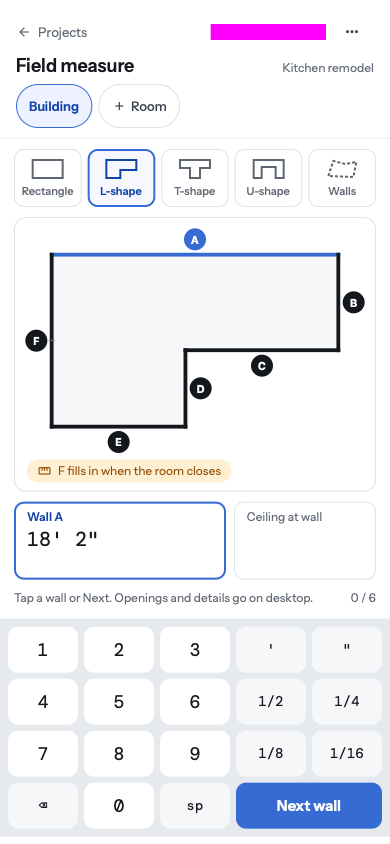 ← Projects
•••
Field measure
Kitchen remodel
Building
+ Room
Rectangle
L-shape
T-shape
U-shape
Walls
A
B
F
C
D
E
F fills in when the room closes
Wall A
18' 2"
Ceiling at wall
Tap a wall or Next. Openings and details go on desktop.
0 / 6
1 2 3 ' "
4 5 6 1/2 1/4
7 8 9 1/8 1/16
⌫ 0 sp Next wall